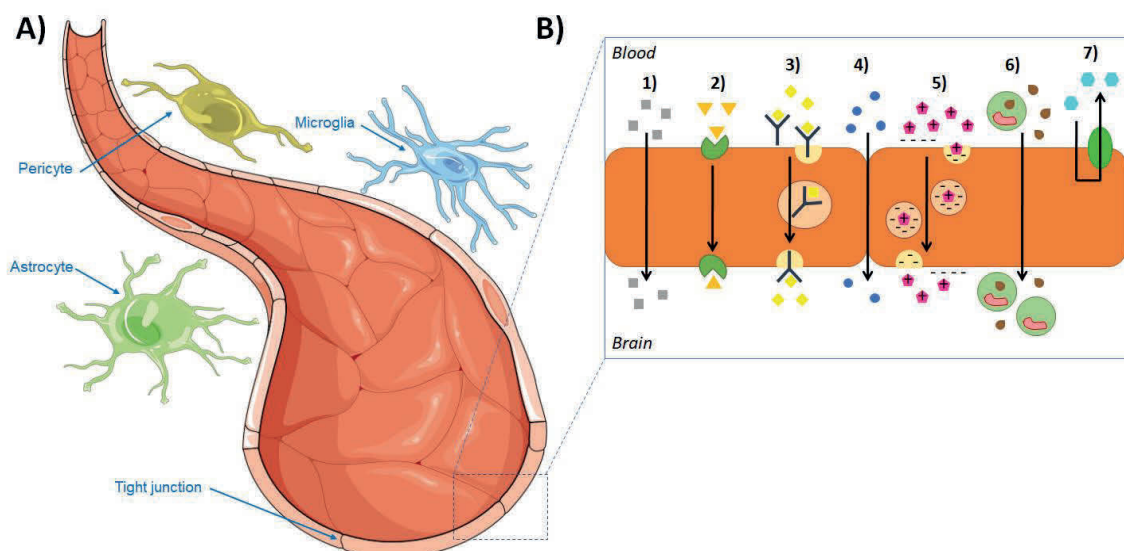 A)
Pericyte
Microglia
Astrocyte
Tight junction
B)
Blood
1)
2)
3)
4)
5)
6)
7)
Brain